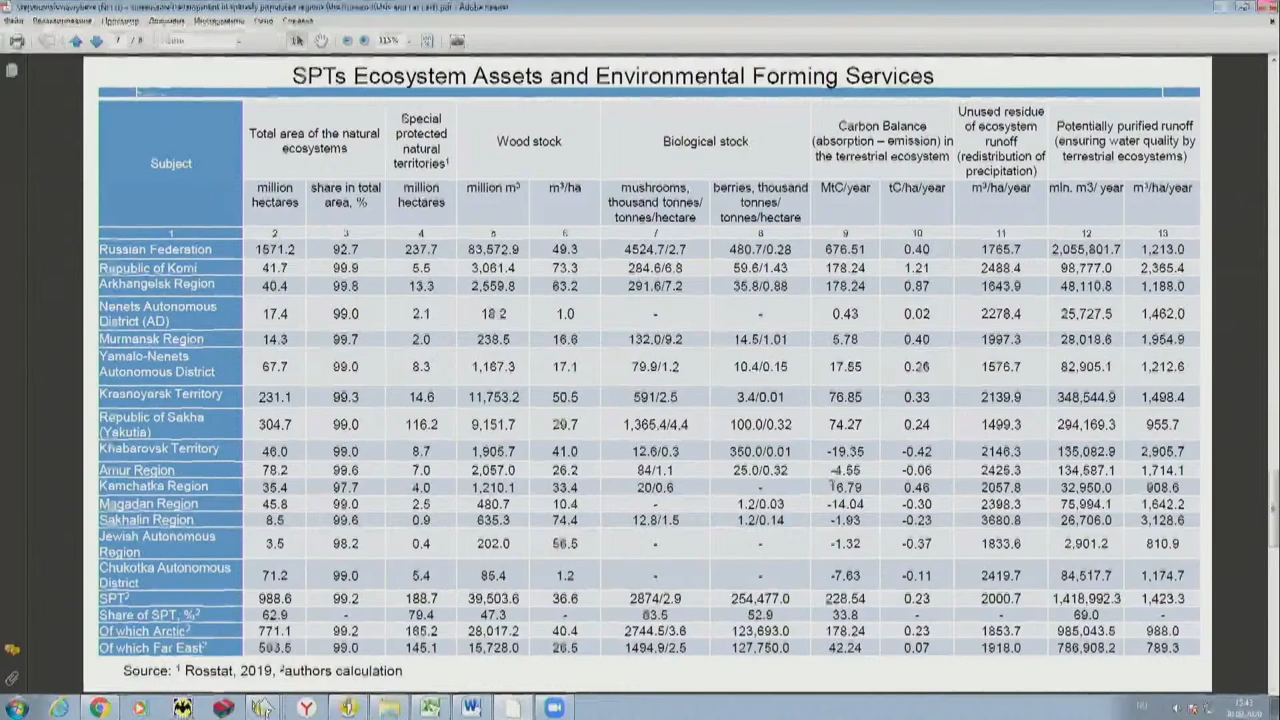 115%
SPTs Ecosystem Assets and Environmental Forming Services
Subject
Total area of the natural ecosystems
Special protected natural territories¹
Wood stock
Biological stock
Carbon Balance (absorption – emission) in the terrestrial ecosystem
Unused residue of ecosystem runoff (redistribution of precipitation)
Potentially purified runoff (ensuring water quality by terrestrial ecosystems)
million hectares
share in total area, %
million hectares
million m³
m³/ha
mushrooms, thousand tonnes/ tonnes/hectare
berries, thousand tonnes/ tonnes/hectare
MtC/year
tC/ha/year
m³/ha/year
mln. m3/ year
m³/ha/year
1 2 3 4 5 6 7 8 9 10 11 12 13
Russian Federation 1571.2 92.7 237.7 83,572.9 49.3 4524.7/2.7 480.7/0.28 676.57 0.40 1765.7 2,055,801.7 1,213.0
Republic of Komi 41.7 99.9 5.5 3,061.4 73.3 284.6/6.8 59.6/1.43 178.24 1.21 2488.4 98,777.0 2,365.4
Arkhangelsk Region 40.4 99.8 13.3 2,559.8 63.2 291.6/7.2 35.8/0.88 178.24 0.87 1643.9 48,110.8 1,188.0
Nenets Autonomous District (AD) 17.4 99.0 2.1 18.2 1.0 - - 0.43 0.02 2278.4 25,727.5 1,462.0
Murmansk Region 14.3 99.7 2.0 238.5 16.6 132.0/9.2 14.5/1.01 5.78 0.40 1997.3 28,018.6 1,954.9
Yamalo-Nenets Autonomous District 67.7 99.0 8.3 1,167.3 17.1 79.9/1.2 10.4/0.15 17.55 0.26 1576.7 82,905.1 1,212.6
Krasnoyarsk Territory 231.1 99.3 14.6 11,753.2 50.5 591/2.5 3.4/0.01 76.85 0.33 2139.9 348,544.9 1,498.4
Republic of Sakha (Yakutia) 304.7 99.0 116.2 9,151.7 29.7 1,365.4/4.4 100.0/0.32 74.27 0.24 1499.3 294,169.3 955.7
Khabarovsk Territory 46.0 99.0 8.7 1,905.7 41.0 12.6/0.3 350.0/0.01 -19.35 -0.42 2146.3 135,082.9 2,905.7
Amur Region 78.2 99.6 7.0 2,057.0 26.2 84/1.1 25.0/0.32 -4.55 -0.06 2425.3 134,587.1 1,714.1
Kamchatka Region 35.4 97.7 4.0 1,210.1 33.4 20/0.6 - 16.79 0.46 2057.8 32,950.0 908.6
Magadan Region 45.8 99.0 2.5 480.7 10.4 - 1.2/0.03 -14.04 -0.30 2398.3 75,994.1 1,642.2
Sakhalin Region 8.5 99.6 0.9 635.3 74.4 12.8/1.5 1.2/0.14 -1.93 -0.23 3680.8 26,706.0 3,128.6
Jewish Autonomous Region 3.5 98.2 0.4 202.0 56.5 - - -1.32 -0.37 1833.6 2,901.2 810.9
Chukotka Autonomous District 71.2 99.0 5.4 85.4 1.2 - - -7.63 -0.11 2419.7 84,517.7 1,174.7
SPT² 988.6 99.2 188.7 39,503.6 36.6 2874/2.9 254,477.0 228.54 0.23 2000.7 1,418,992.3 1,423.3
Share of SPT, %² 62.9 - 79.4 47.3 - 63.5 52.9 33.8 - - 69.0 -
Of which Arctic² 771.1 99.2 165.2 28,017.2 40.4 2744.5/3.6 123,693.0 178.24 0.23 1853.7 985,043.5 988.0
Of which Far East² 593.5 99.0 145.1 15,728.0 26.5 1494.9/2.5 127,750.0 42.24 0.07 1918.0 786,908.2 789.3
Source: ¹ Rosstat, 2019, ²authors calculation